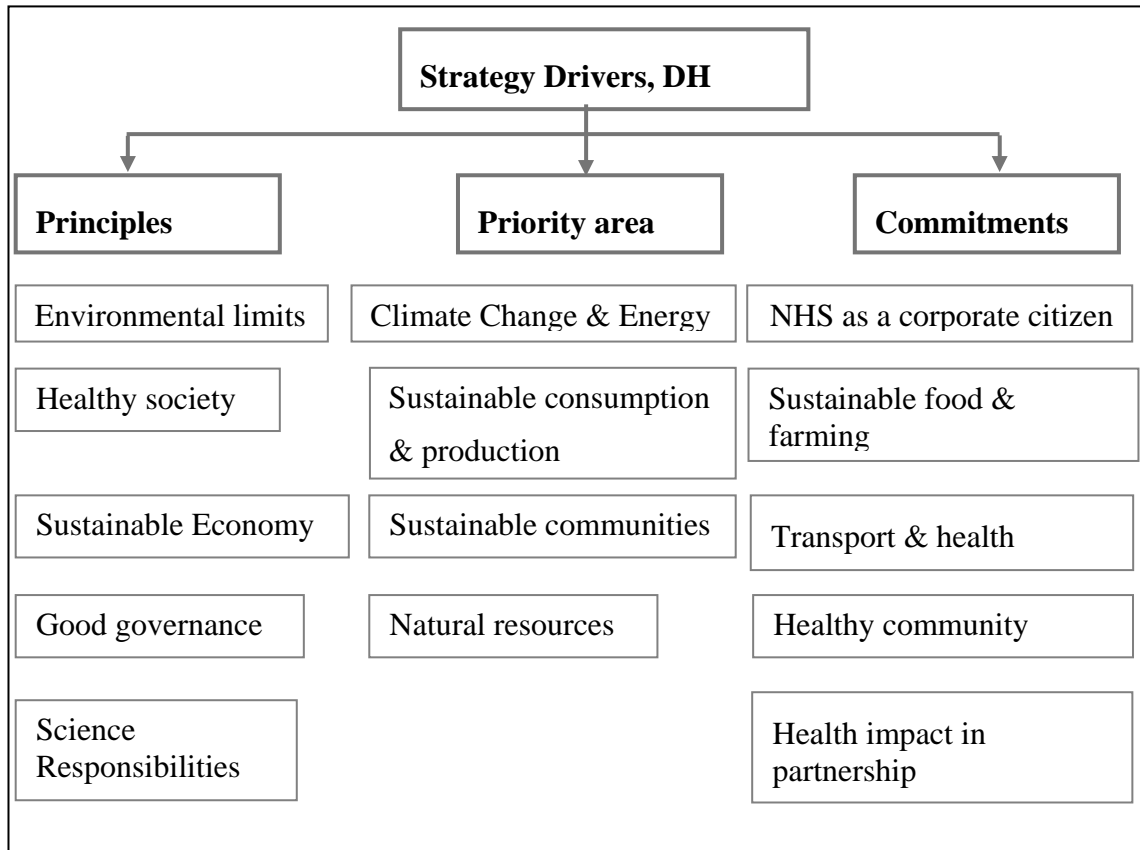 Strategy Drivers, DH
Principles
Priority area
Commitments
Environmental limits
Climate Change & Energy
NHS as a corporate citizen
Healthy society
Sustainable consumption
& production
Sustainable food &
farming
Sustainable Economy
Sustainable communities
Transport & health
Good governance
Natural resources
Healthy community
Science
Responsibilities
Health impact in
partnership